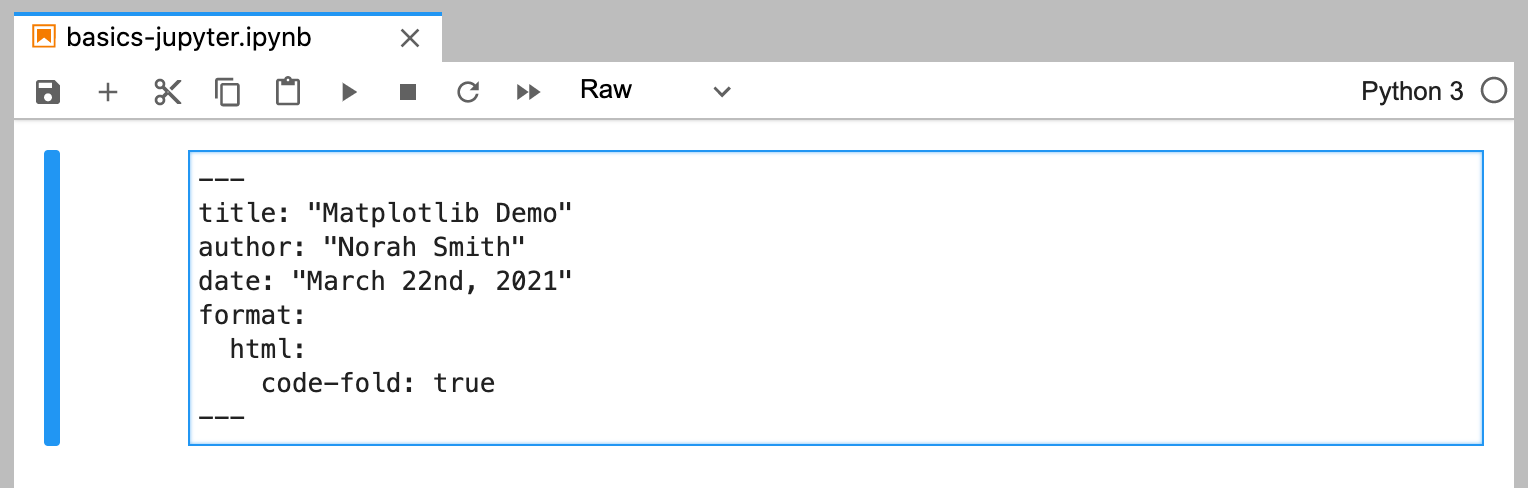 basics-jupyter.ipynb
Raw
Python 3
---
title: "Matplotlib Demo"
author: "Norah Smith"
date: "March 22nd, 2021"
format:
  html:
    code-fold: true
---